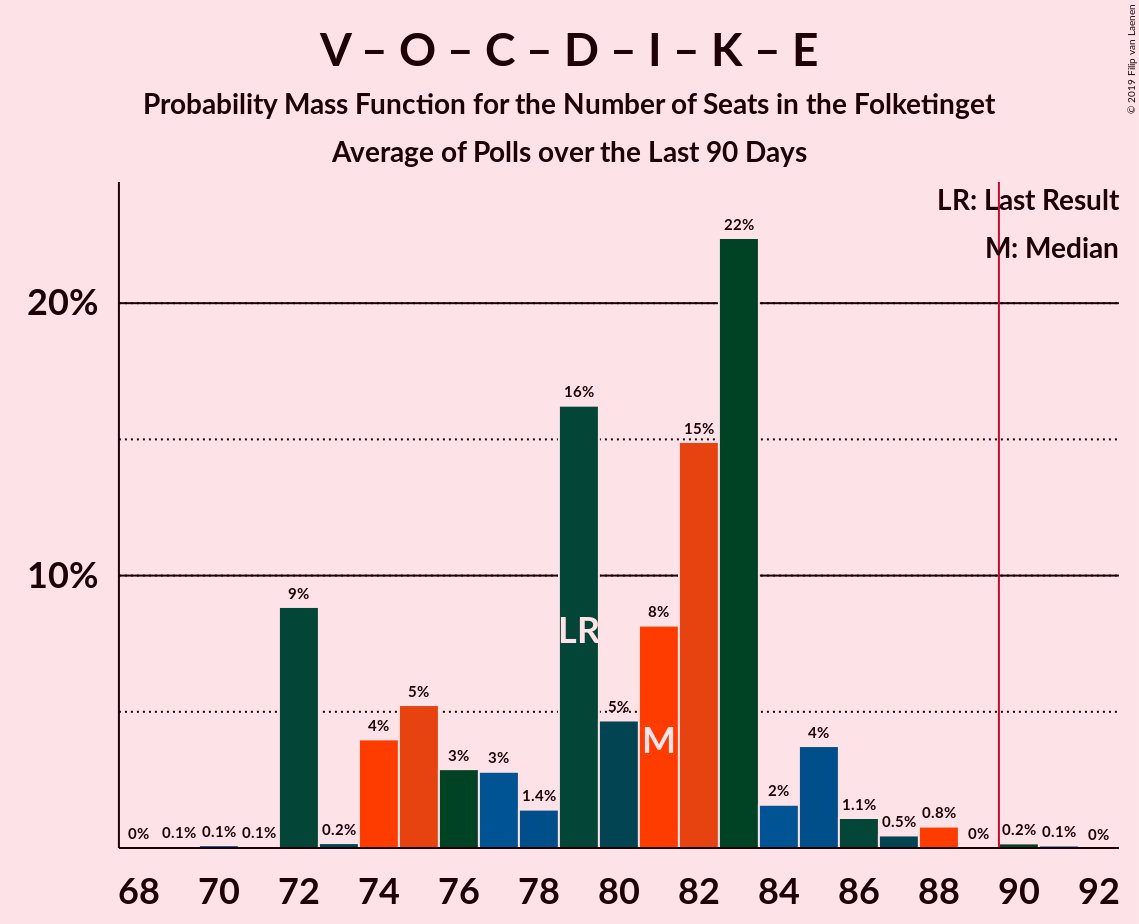 V – O – C – D – I – K – E
Probability Mass Function for the Number of Seats in the Folketinget
Average of Polls over the Last 90 Days
© 2019 Filip van Laenen
LR: Last Result
M: Median
20%
10%
0% 0.1% 0.1% 0.1% 9% 0.2% 4% 5% 3% 3% 1.4% 16% 5% 8% 15% 22% 2% 4% 1.1% 0.5% 0.8% 0% 0.2% 0.1% 0%
LR
M
68 70 72 74 76 78 80 82 84 86 88 90 92